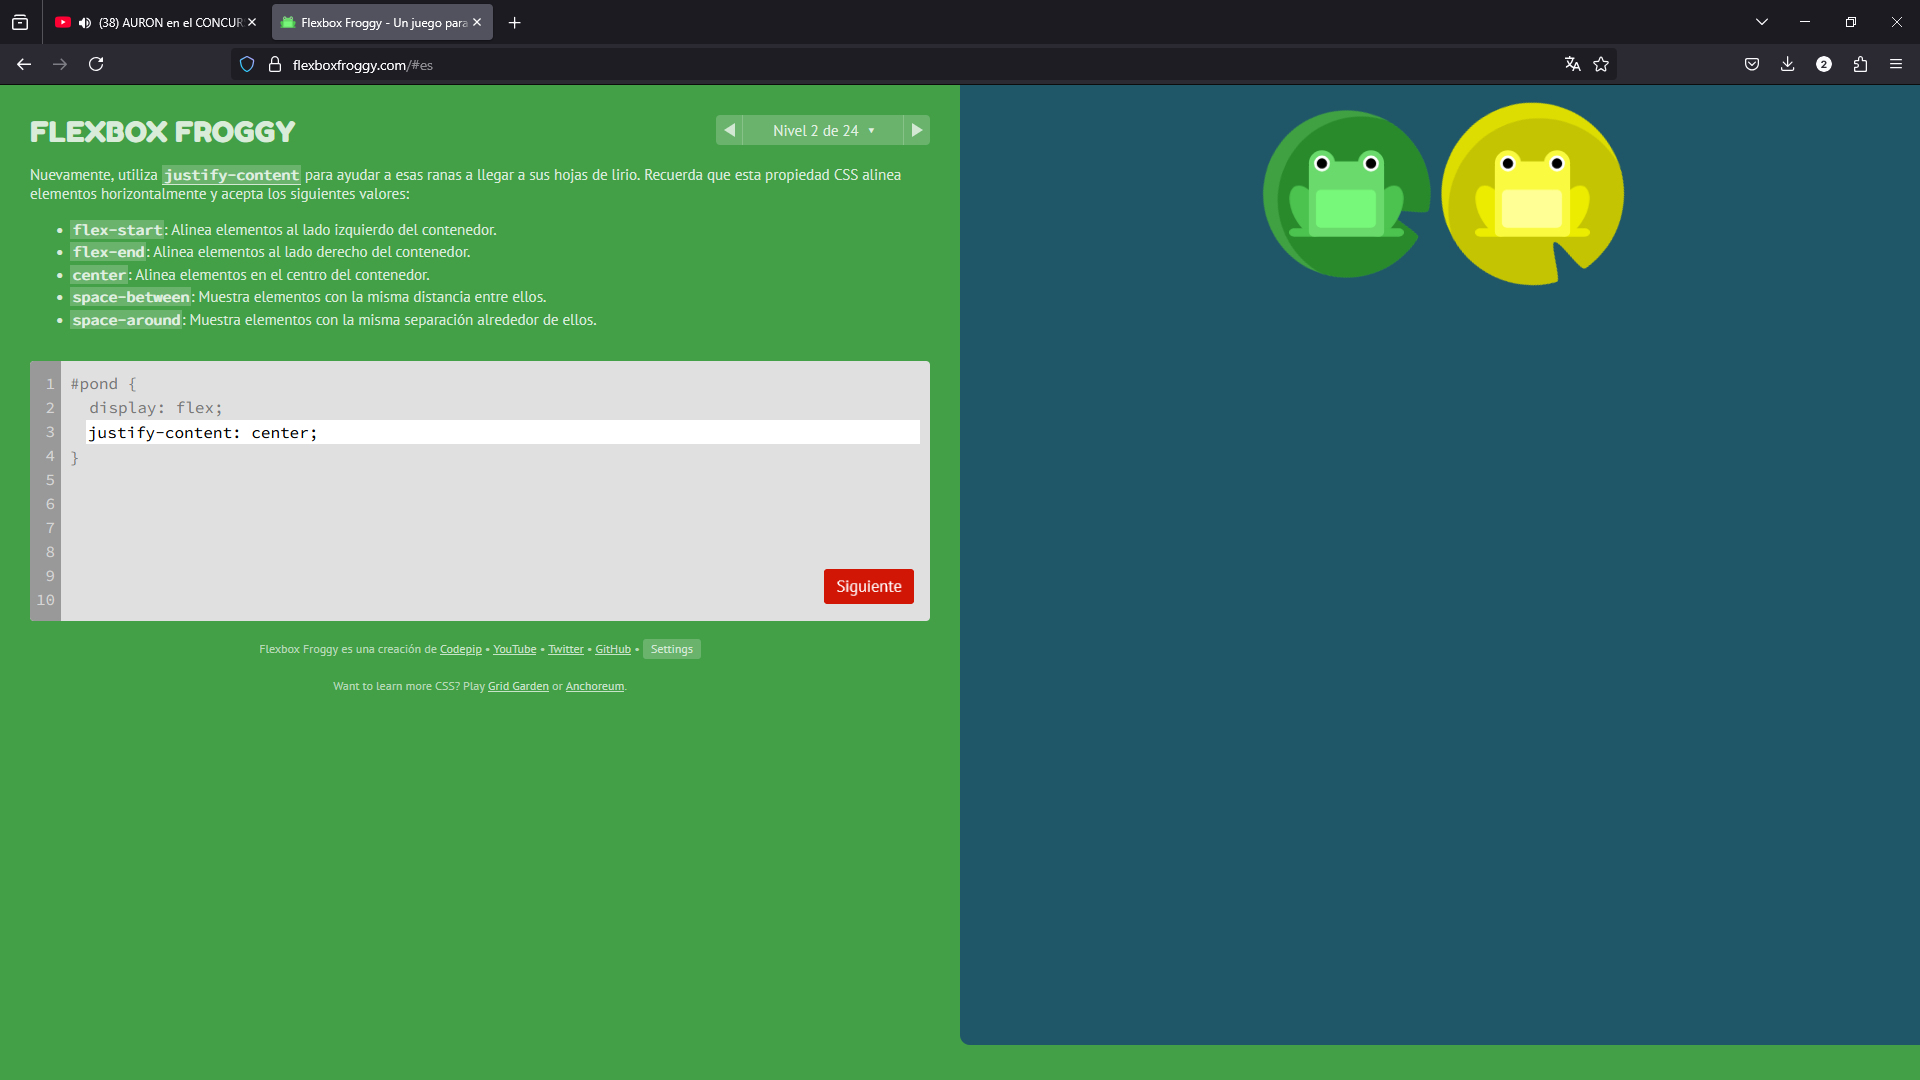 (38) AURON en el CONCUR
Flexbox Froggy - Un juego para
flexboxfroggy.com/#es
2
FLEXBOX FROGGY
Nivel 2 de 24 ▾
Nuevamente, utiliza justify-content para ayudar a esas ranas a llegar a sus hojas de lirio. Recuerda que esta propiedad CSS alinea
elementos horizontalmente y acepta los siguientes valores:
• flex-start: Alinea elementos al lado izquierdo del contenedor.
• flex-end: Alinea elementos al lado derecho del contenedor.
• center: Alinea elementos en el centro del contenedor.
• space-between: Muestra elementos con la misma distancia entre ellos.
• space-around: Muestra elementos con la misma separación alrededor de ellos.
1 #pond {
2 display: flex;
3 justify-content: center;
4 }
5
6
7
8
9
10
Siguiente
Flexbox Froggy es una creación de Codepip • YouTube • Twitter • GitHub • Settings
Want to learn more CSS? Play Grid Garden or Anchoreum.